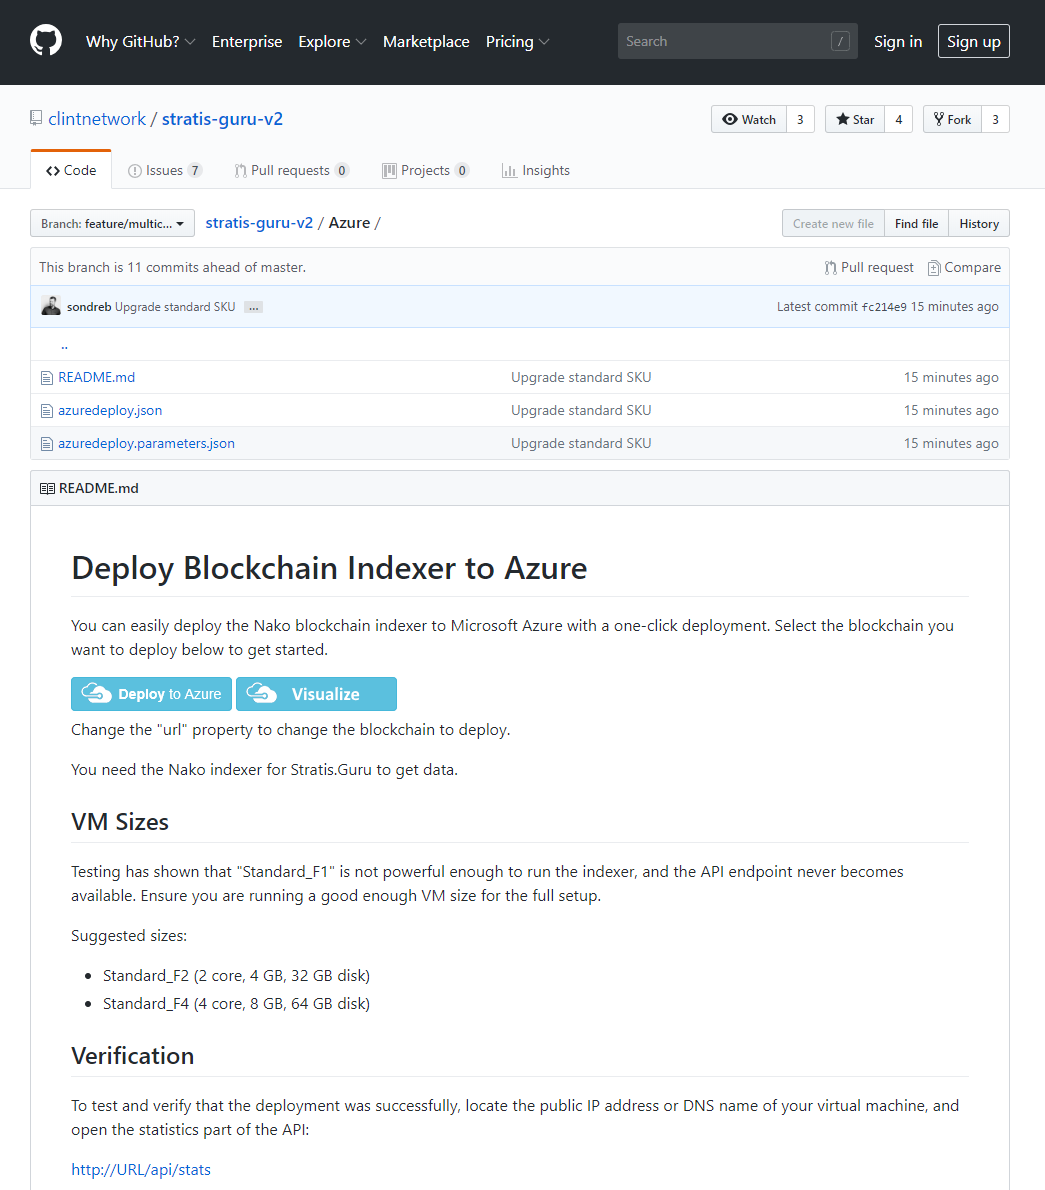 Why GitHub? Enterprise Explore Marketplace Pricing Search / Sign in Sign up
clintnetwork / stratis-guru-v2 Watch 3 Star 4 Fork 3
Code Issues 7 Pull requests 0 Projects 0 Insights
Branch: feature/multic... stratis-guru-v2 / Azure / Create new file Find file History
This branch is 11 commits ahead of master. Pull request Compare
sondreb Upgrade standard SKU ... Latest commit fc214e9 15 minutes ago
..
README.md Upgrade standard SKU 15 minutes ago
azuredeploy.json Upgrade standard SKU 15 minutes ago
azuredeploy.parameters.json Upgrade standard SKU 15 minutes ago
README.md
Deploy Blockchain Indexer to Azure
You can easily deploy the Nako blockchain indexer to Microsoft Azure with a one-click deployment. Select the blockchain you
want to deploy below to get started.
Deploy to Azure Visualize
Change the "url" property to change the blockchain to deploy.
You need the Nako indexer for Stratis.Guru to get data.
VM Sizes
Testing has shown that "Standard_F1" is not powerful enough to run the indexer, and the API endpoint never becomes
available. Ensure you are running a good enough VM size for the full setup.
Suggested sizes:
• Standard_F2 (2 core, 4 GB, 32 GB disk)
• Standard_F4 (4 core, 8 GB, 64 GB disk)
Verification
To test and verify that the deployment was successfully, locate the public IP address or DNS name of your virtual machine, and
open the statistics part of the API:
http://URL/api/stats